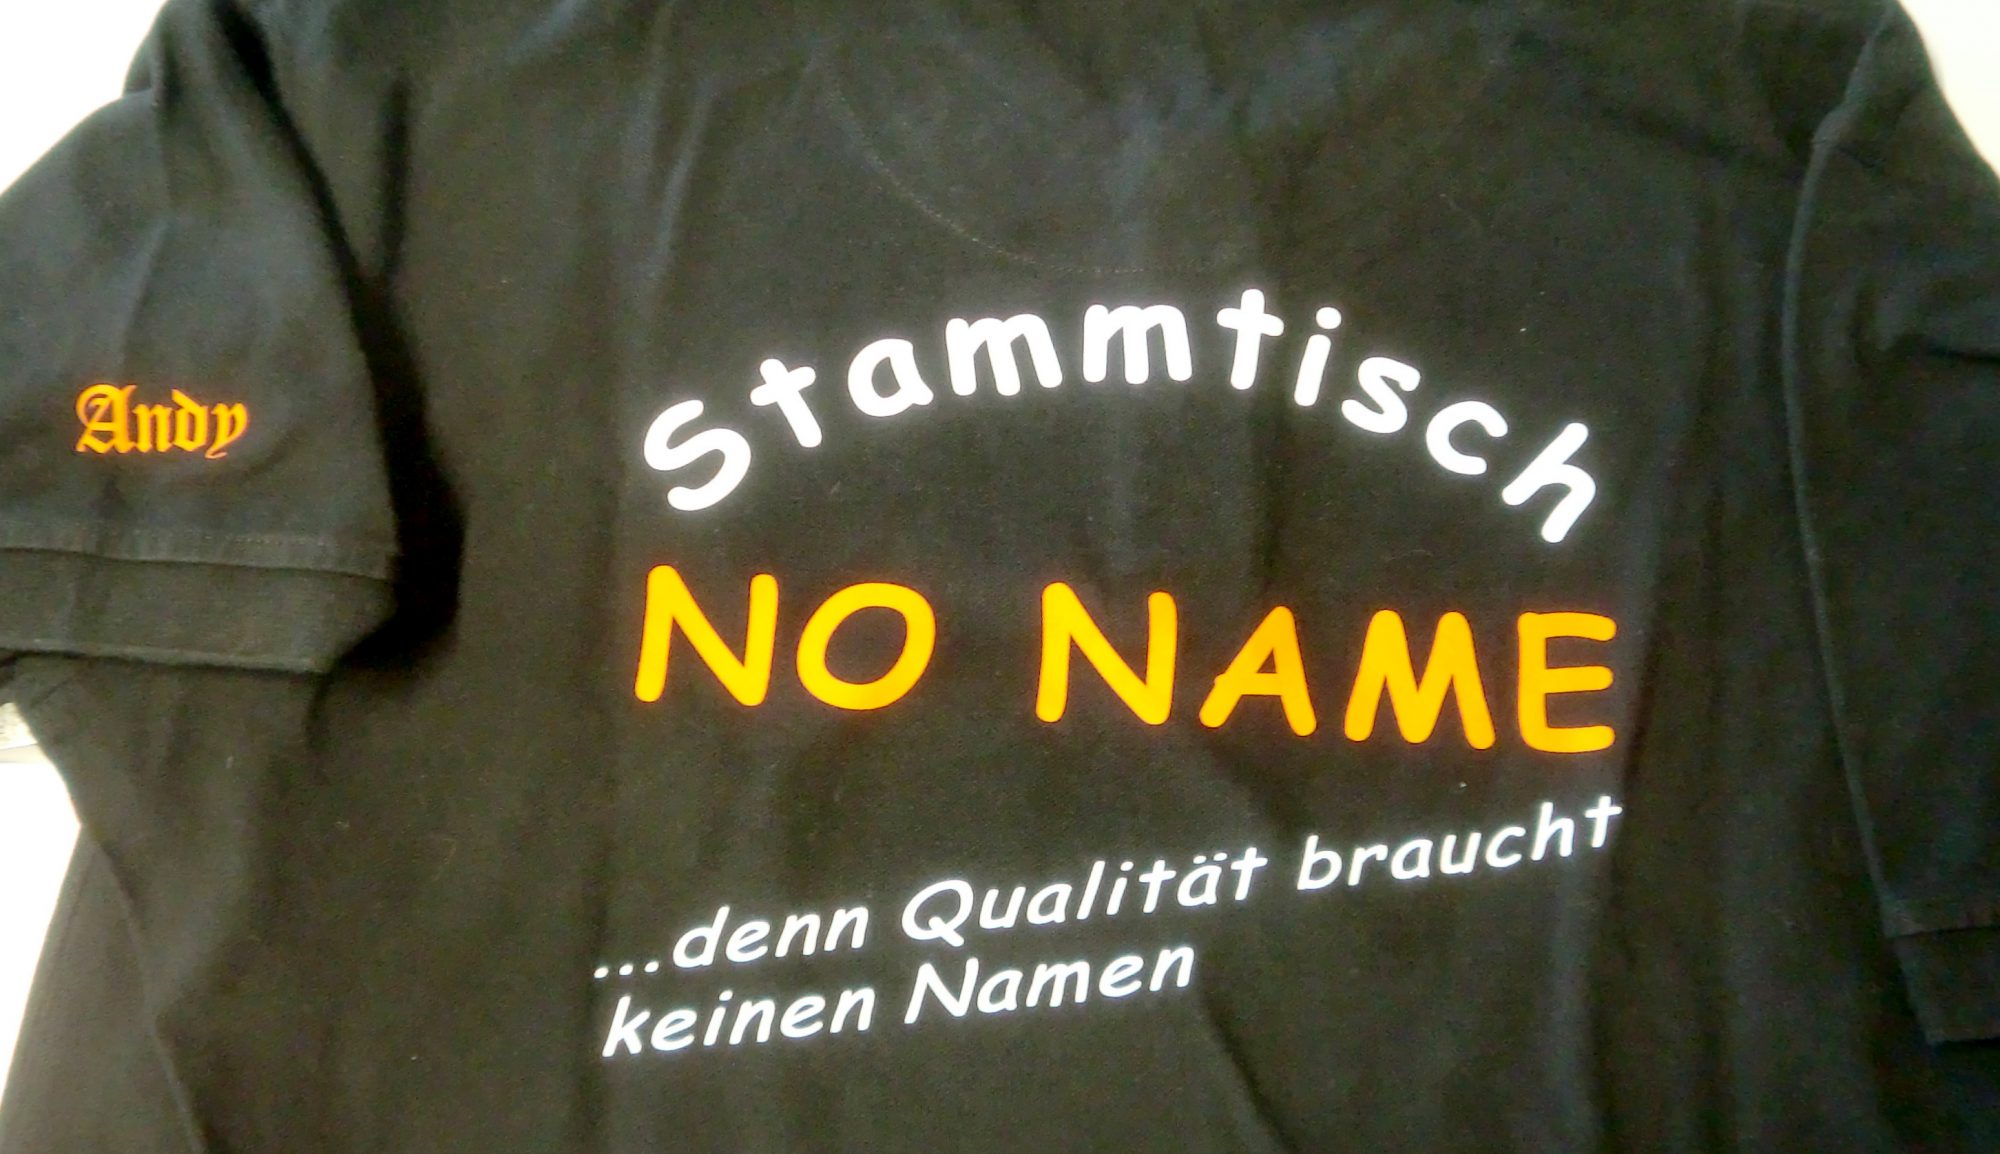 Andy
Stammtisch
NO NAME
...denn Qualität braucht
keinen Namen